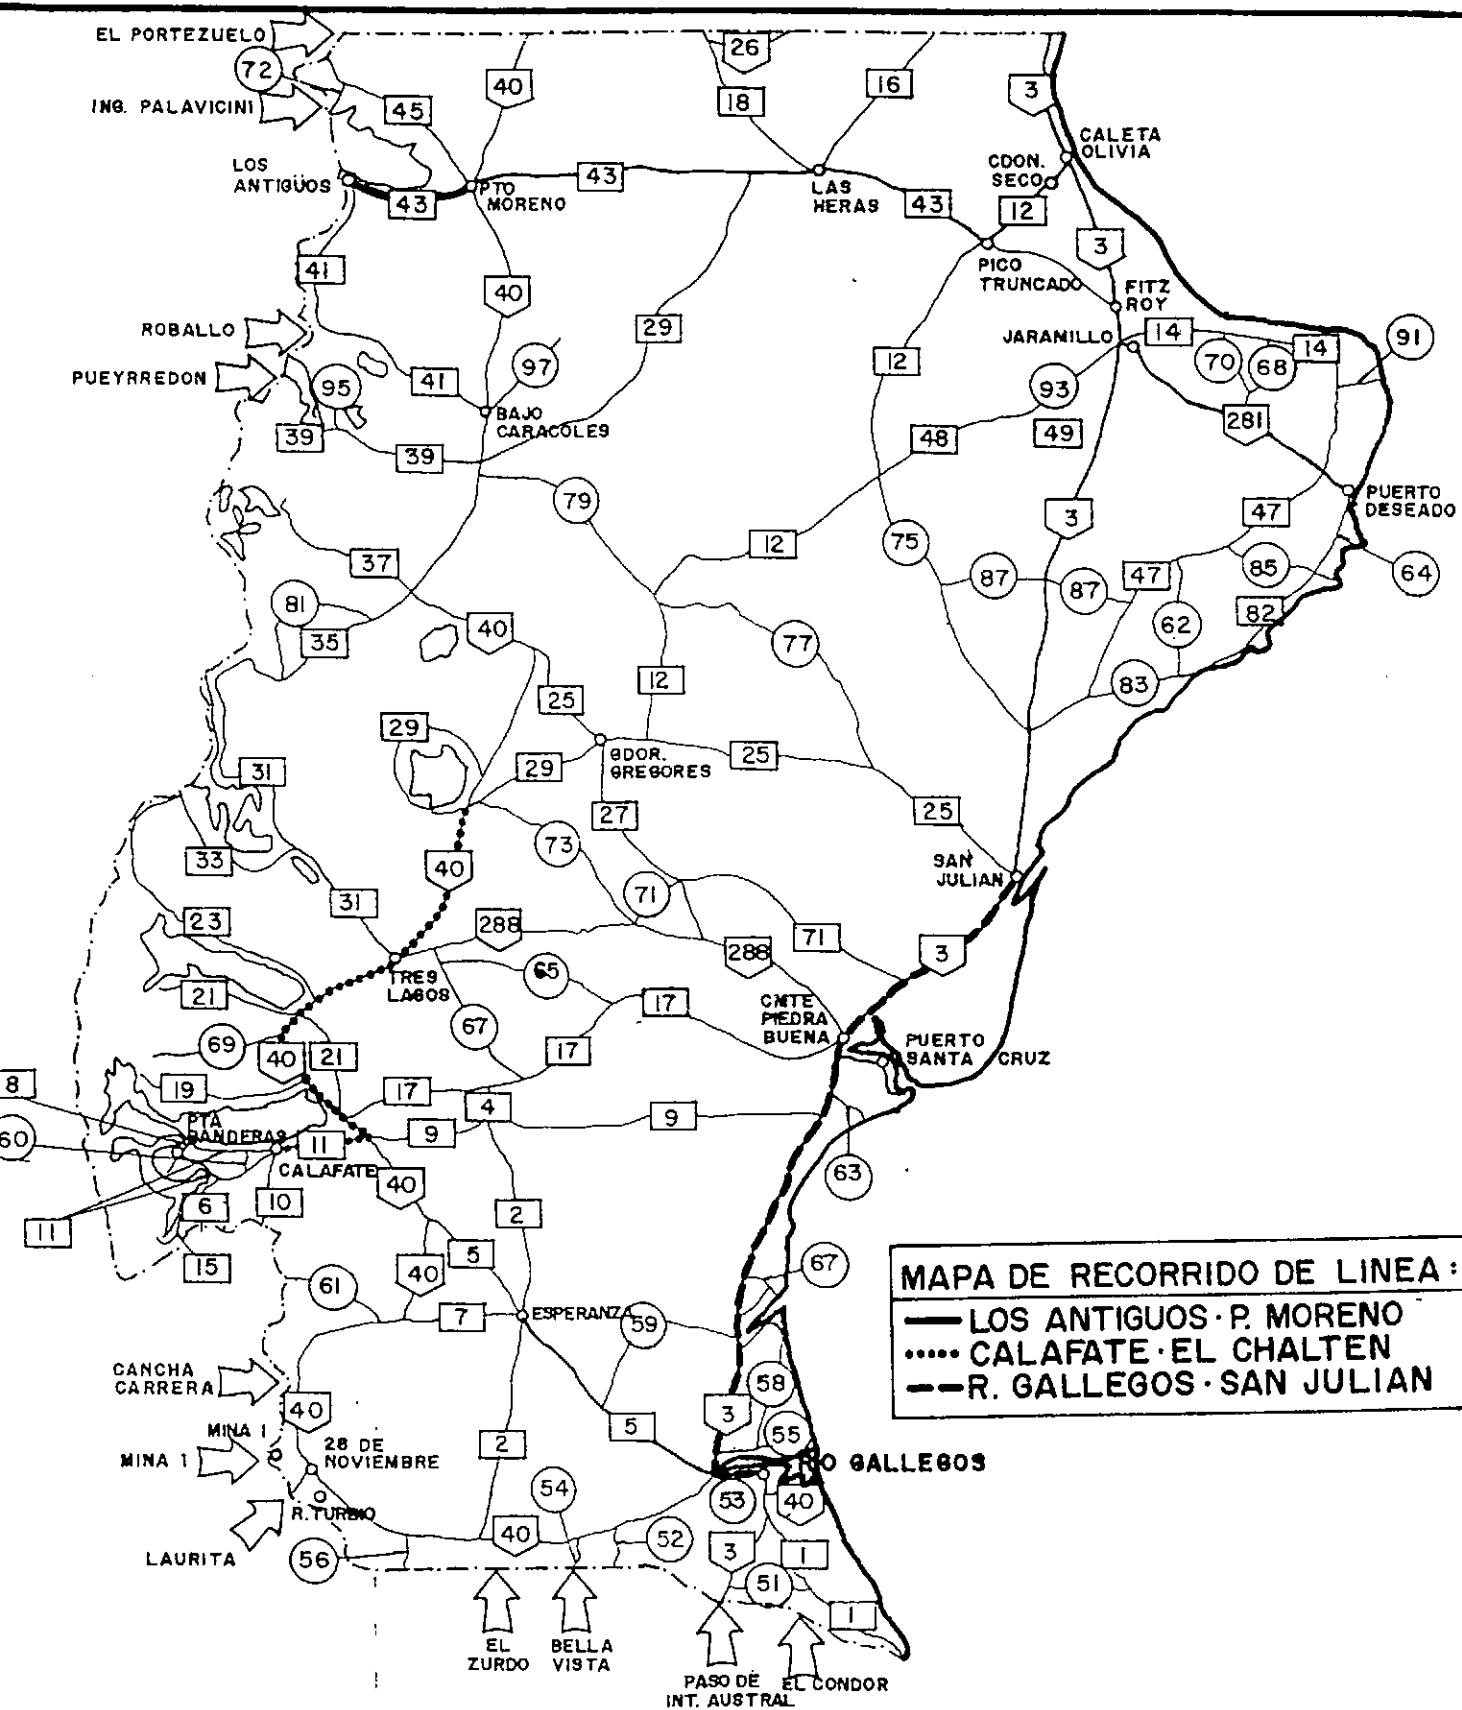 EL PORTEZUELO
72
26
40
16
3
ING. PALAVICINI
45
18
CALETA
OLIVIA
LOS
ANTIGÜOS
43
PTO
MORENO
43
LAS
HERAS
43
CDON.
SECO
12
3
41
40
PICO
TRUNCADO
FITZ
ROY
ROBALLO
29
JARAMILLO
14
14
91
PUEYRREDON
95
41
97
12
93
70
68
BAJO
CARACOLES
39
39
48
49
281
79
3
47
PUERTO
DESEADO
37
12
75
87
87
47
85
64
81
35
40
77
62
82
12
83
25
29
29
GDOR.
GREGORES
25
31
27
25
33
73
40
SAN
JULIAN
31
71
23
288
71
288
3
TRES
LAGOS
65
21
67
17
CMTE
PIEDRA
BUENA
PUERTO
SANTA CRUZ
69
40
21
17
8
19
17
4
9
9
60
PTA
BANDERAS
11
CALAFATE
40
63
11
6
10
2
15
5
67
61
40
7
ESPERANZA
59
MAPA DE RECORRIDO DE LINEA:
LOS ANTIGUOS·P. MORENO
CALAFATE·EL CHALTEN
R. GALLEGOS·SAN JULIAN
CANCHA
CARRERA
40
58
3
5
55
MINA 1
MINA 1
28 DE
NOVIEMBRE
2
RIO GALLEGOS
R. TURBIO
54
53
40
LAURITA
56
40
52
3
1
51
1
EL
ZURDO
BELLA
VISTA
PASO DE
INT. AUSTRAL
EL CONDOR